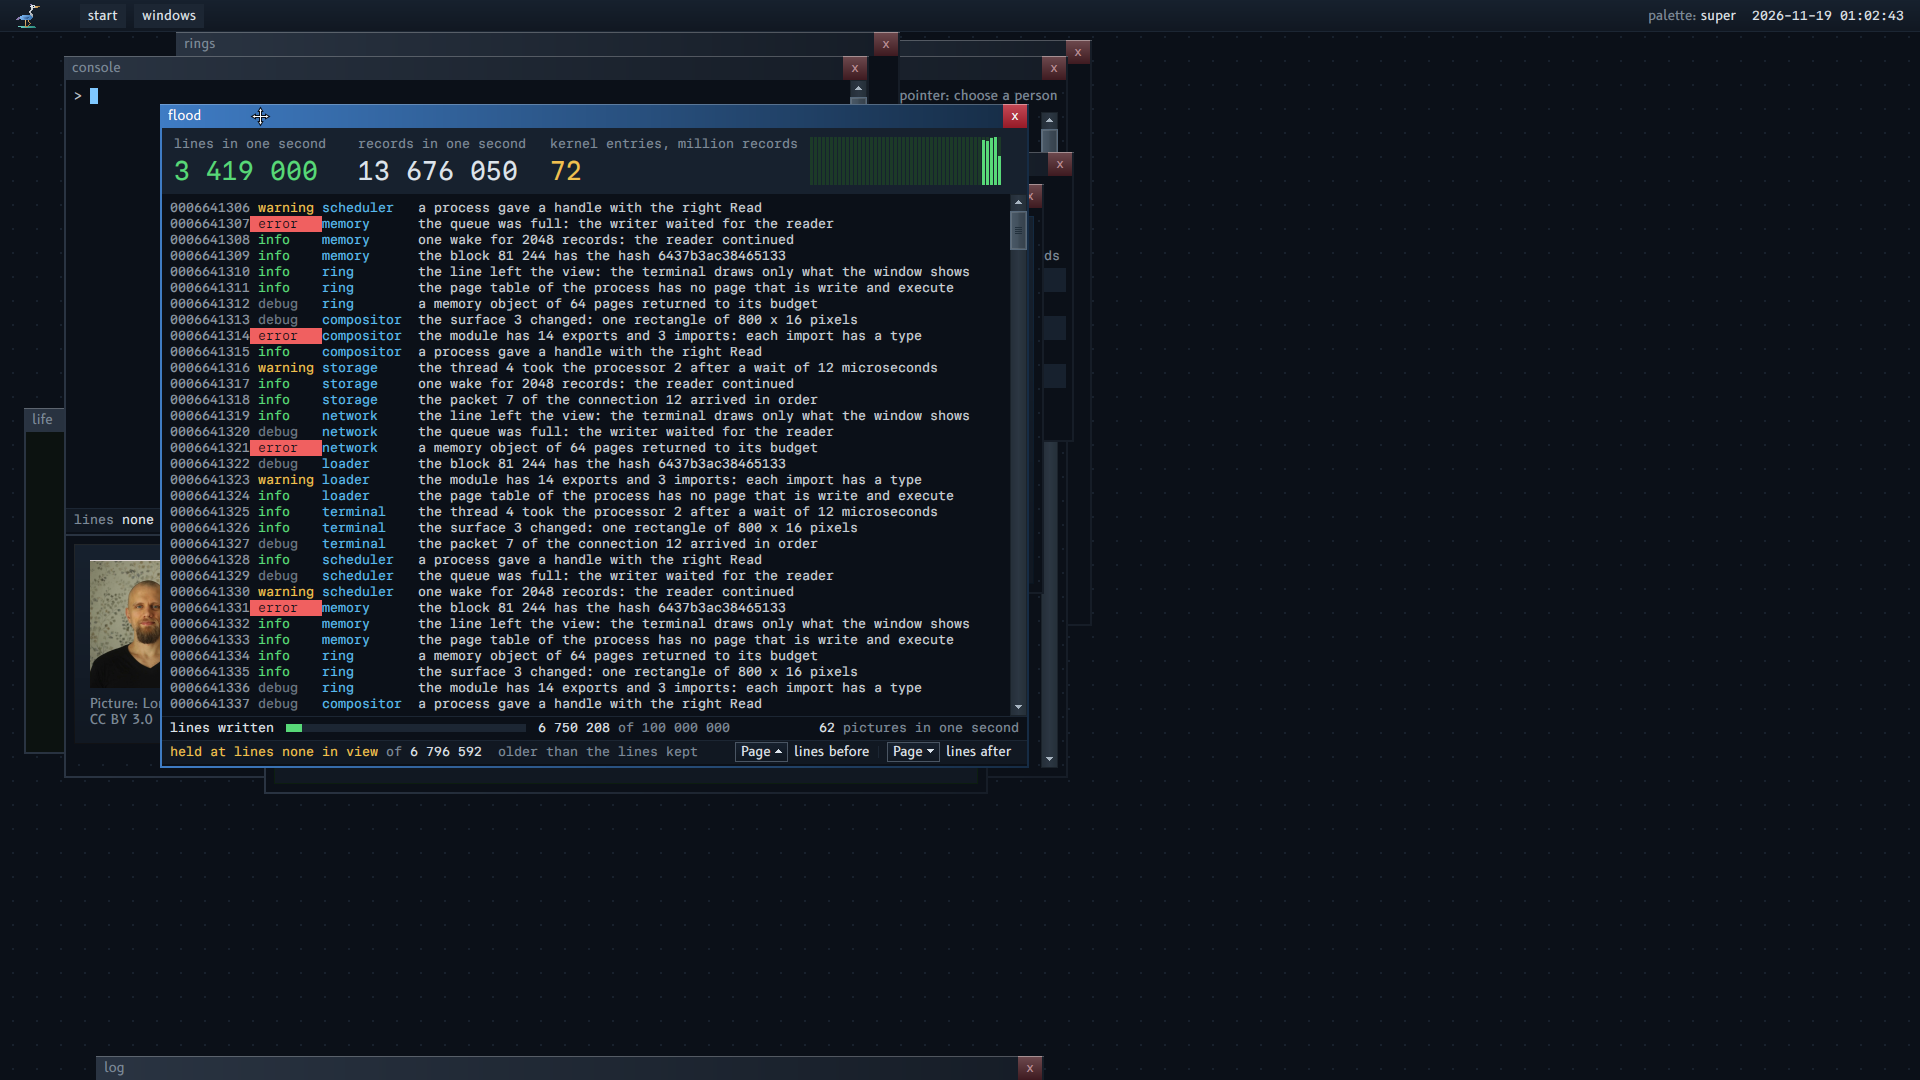 start windows palette: super 2026-11-19 01:02:43
rings x
x
console x
x
> pointer: choose a person
flood x
lines in one second records in one second kernel entries, million records
3 419 000 13 676 050 72
x
x
0006641306 warning scheduler a process gave a handle with the right Read
0006641307 error memory the queue was full: the writer waited for the reader
0006641308 info memory one wake for 2048 records: the reader continued
0006641309 info memory the block 81 244 has the hash 6437b3ac38465133
ds
0006641310 info ring the line left the view: the terminal draws only what the window shows
0006641311 info ring the page table of the process has no page that is write and execute
0006641312 debug ring a memory object of 64 pages returned to its budget
0006641313 debug compositor the surface 3 changed: one rectangle of 800 x 16 pixels
0006641314 error compositor the module has 14 exports and 3 imports: each import has a type
0006641315 info compositor a process gave a handle with the right Read
0006641316 warning storage the thread 4 took the processor 2 after a wait of 12 microseconds
0006641317 info storage one wake for 2048 records: the reader continued
0006641318 info storage the packet 7 of the connection 12 arrived in order
0006641319 info network the line left the view: the terminal draws only what the window shows
life
0006641320 debug network the queue was full: the writer waited for the reader
0006641321 error network a memory object of 64 pages returned to its budget
0006641322 debug loader the block 81 244 has the hash 6437b3ac38465133
0006641323 warning loader the module has 14 exports and 3 imports: each import has a type
0006641324 info loader the page table of the process has no page that is write and execute
0006641325 info terminal the thread 4 took the processor 2 after a wait of 12 microseconds
lines none
0006641326 info terminal the surface 3 changed: one rectangle of 800 x 16 pixels
0006641327 debug terminal the packet 7 of the connection 12 arrived in order
0006641328 info scheduler a process gave a handle with the right Read
0006641329 debug scheduler the queue was full: the writer waited for the reader
0006641330 warning scheduler one wake for 2048 records: the reader continued
0006641331 error memory the block 81 244 has the hash 6437b3ac38465133
0006641332 info memory the line left the view: the terminal draws only what the window shows
0006641333 info memory the page table of the process has no page that is write and execute
0006641334 info ring a memory object of 64 pages returned to its budget
0006641335 info ring the surface 3 changed: one rectangle of 800 x 16 pixels
0006641336 debug ring the module has 14 exports and 3 imports: each import has a type
0006641337 debug compositor a process gave a handle with the right Read
Picture: Lo
CC BY 3.0
lines written 6 750 208 of 100 000 000 62 pictures in one second
held at lines none in view of 6 796 592 older than the lines kept Page lines before Page lines after
log x